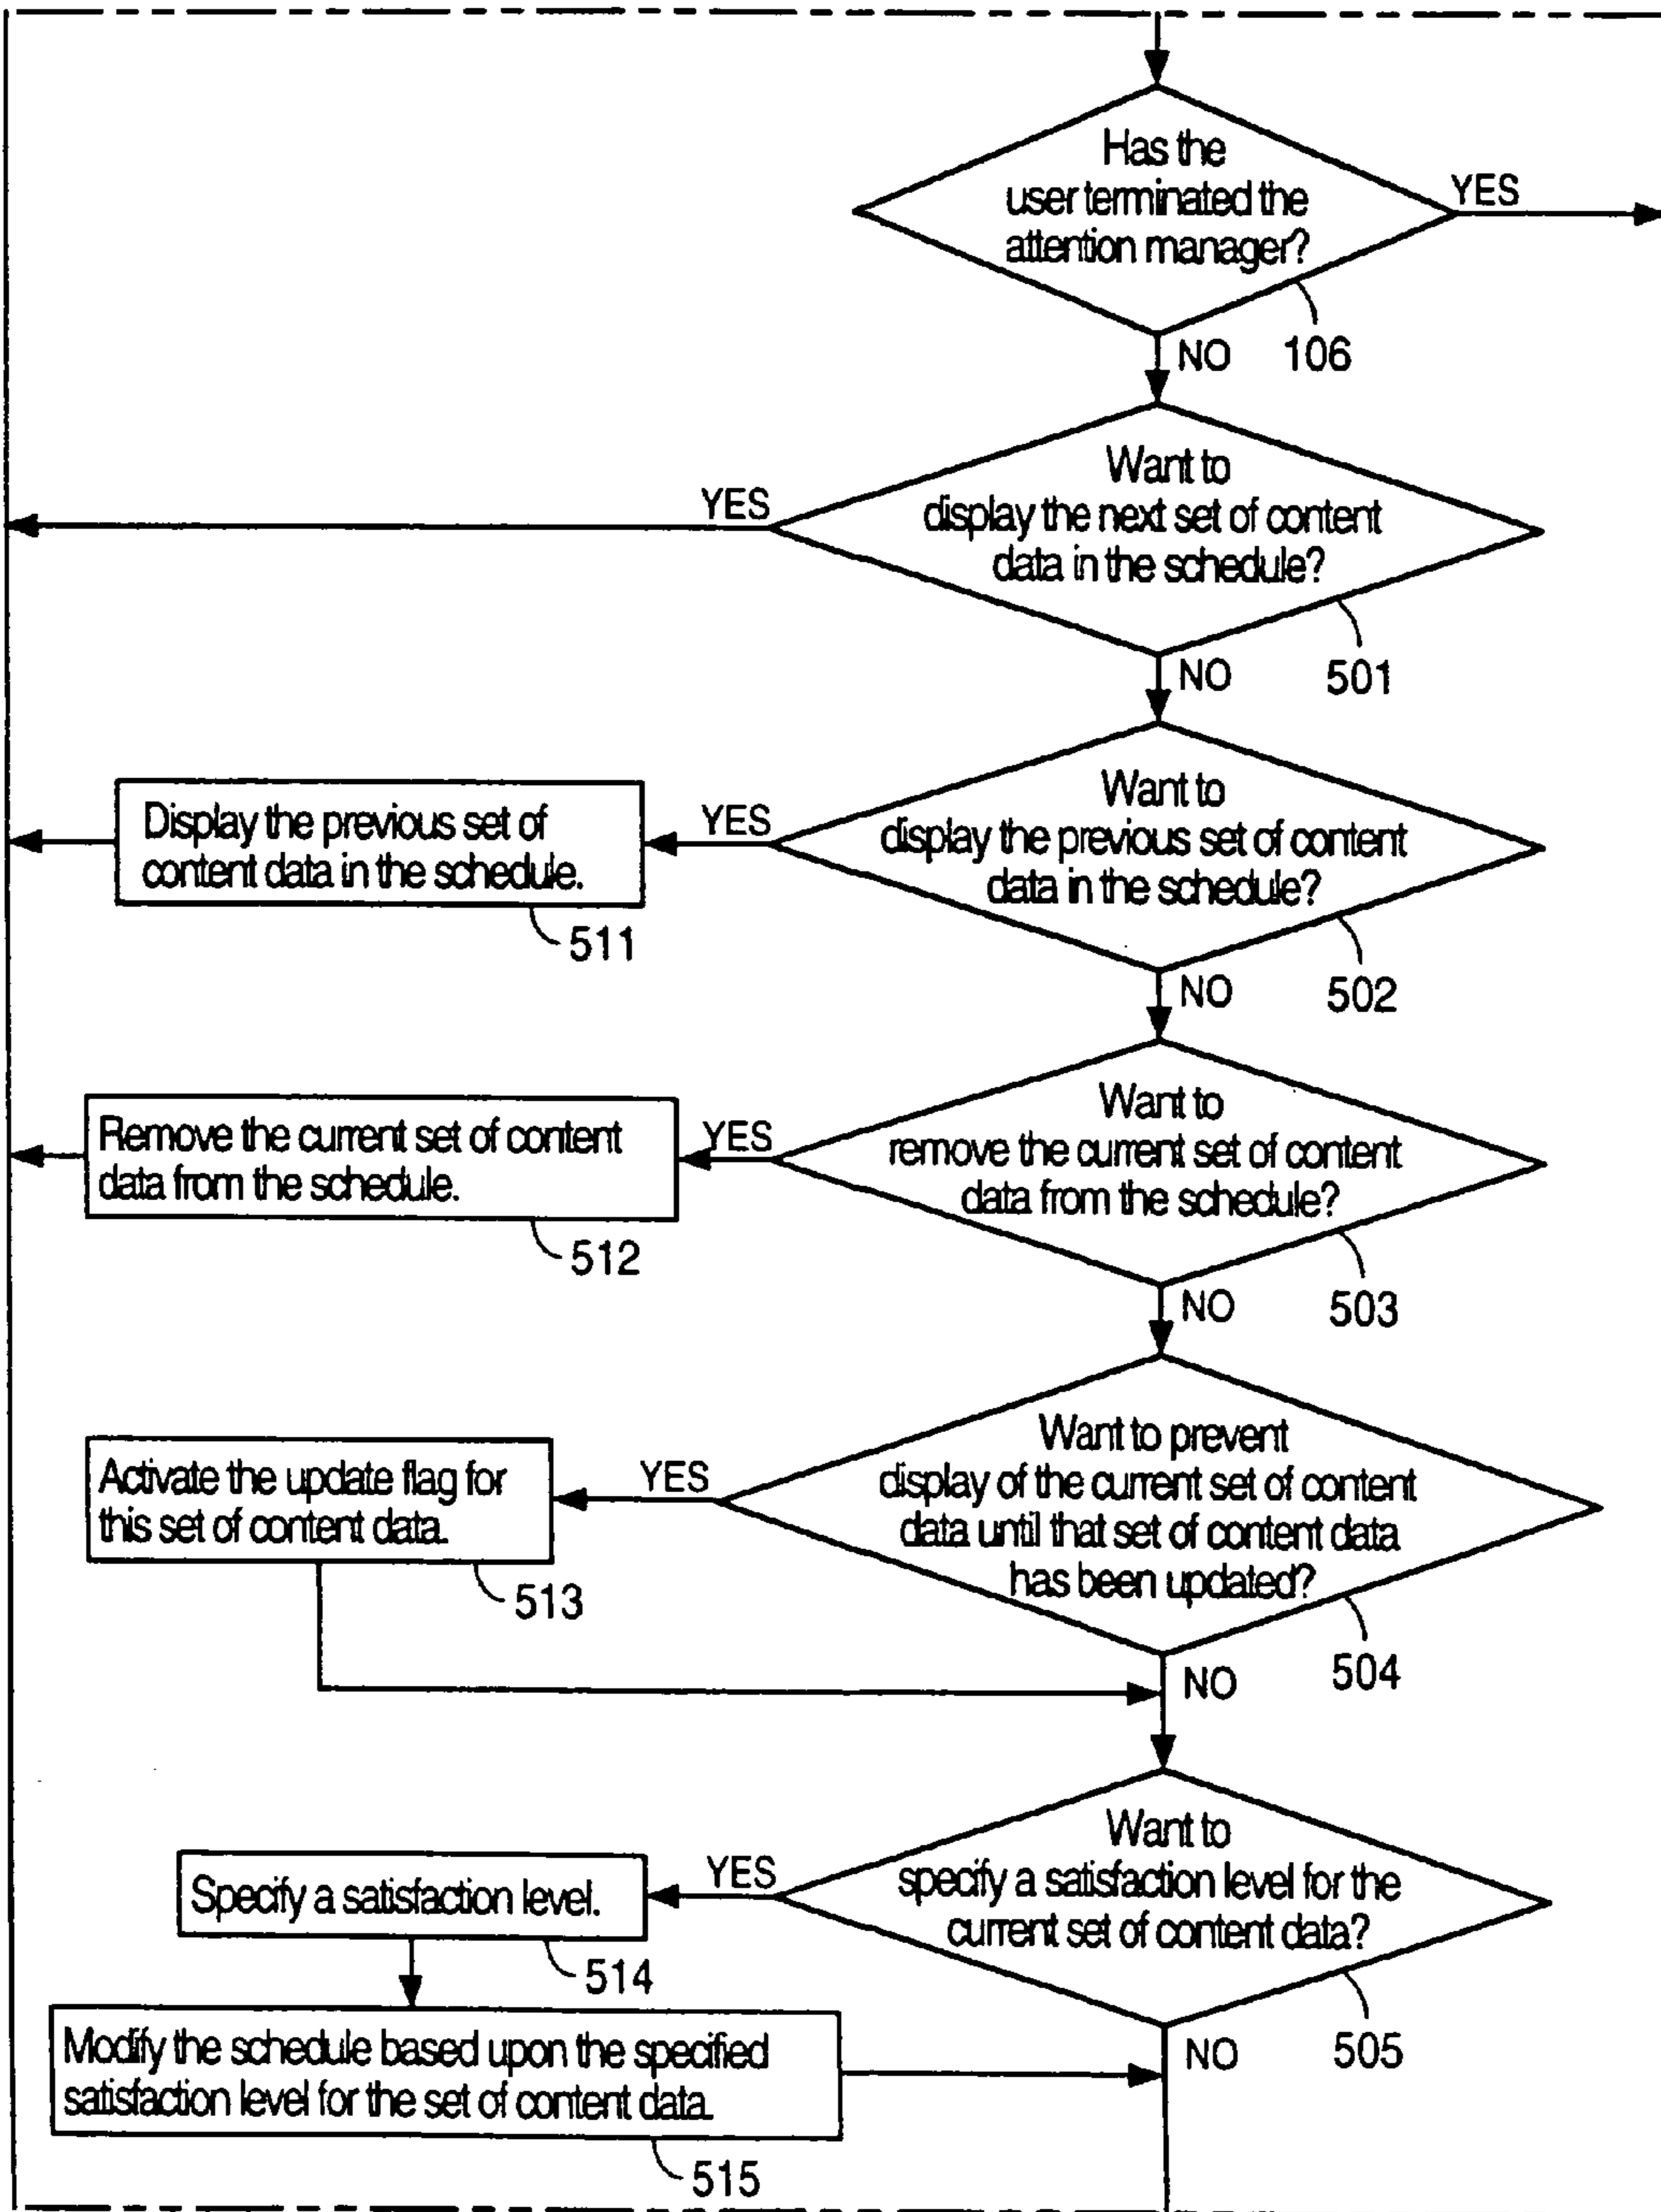 Has the
user terminated the
attention manager?
YES
NO
106
Want to
display the next set of content
data in the schedule?
YES
NO
501
Want to
display the previous set of content
data in the schedule?
YES
Display the previous set of
content data in the schedule.
511
NO
502
Want to
remove the current set of content
data from the schedule?
YES
Remove the current set of content
data from the schedule.
512
NO
503
Want to prevent
display of the current set of content
data until that set of content data
has been updated?
YES
Activate the update flag for
this set of content data.
513
NO
504
Want to
specify a satisfaction level for the
current set of content data?
YES
Specify a satisfaction level.
514
NO
505
Modify the schedule based upon the specified
satisfaction level for the set of content data.
515